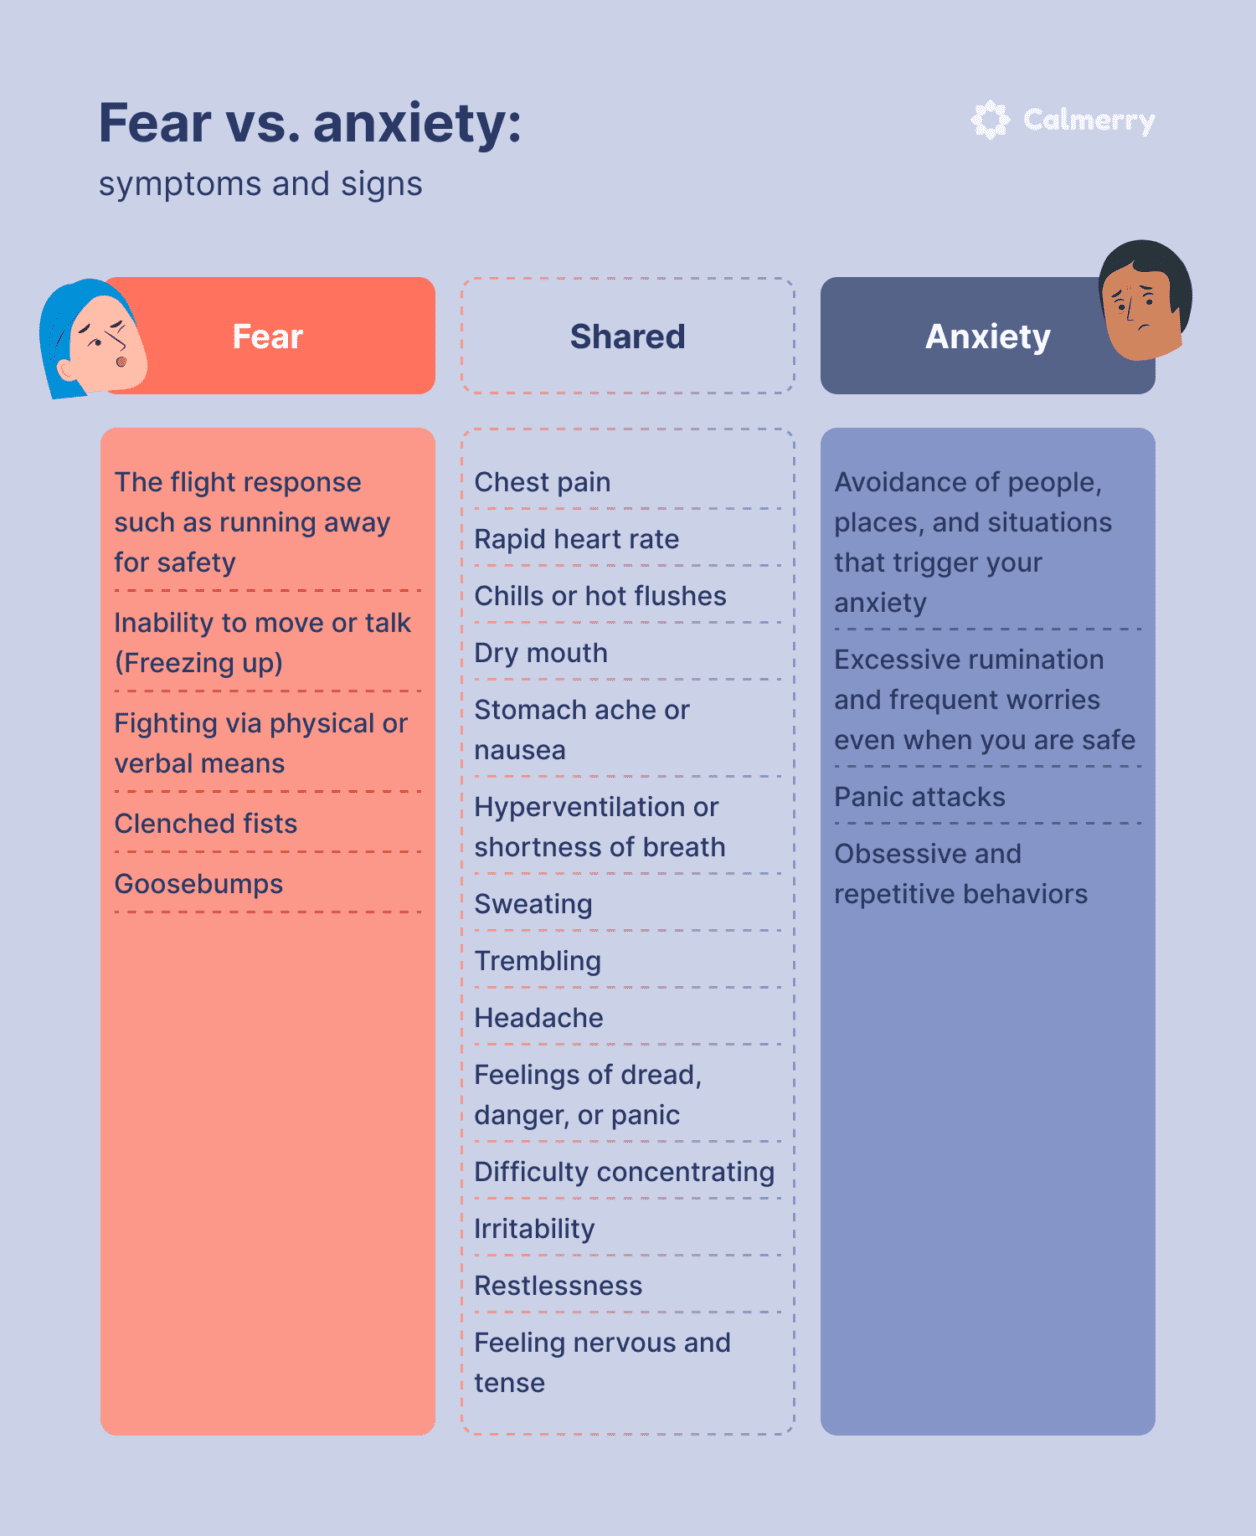 Fear vs. anxiety:
symptoms and signs
Calmerry
Fear
The flight response
such as running away
for safety
Inability to move or talk
(Freezing up)
Fighting via physical or
verbal means
Clenched fists
Goosebumps
Shared
Chest pain
Rapid heart rate
Chills or hot flushes
Dry mouth
Stomach ache or
nausea
Hyperventilation or
shortness of breath
Sweating
Trembling
Headache
Feelings of dread,
danger, or panic
Difficulty concentrating
Irritability
Restlessness
Feeling nervous and
tense
Anxiety
Avoidance of people,
places, and situations
that trigger your
anxiety
Excessive rumination
and frequent worries
even when you are safe
Panic attacks
Obsessive and
repetitive behaviors